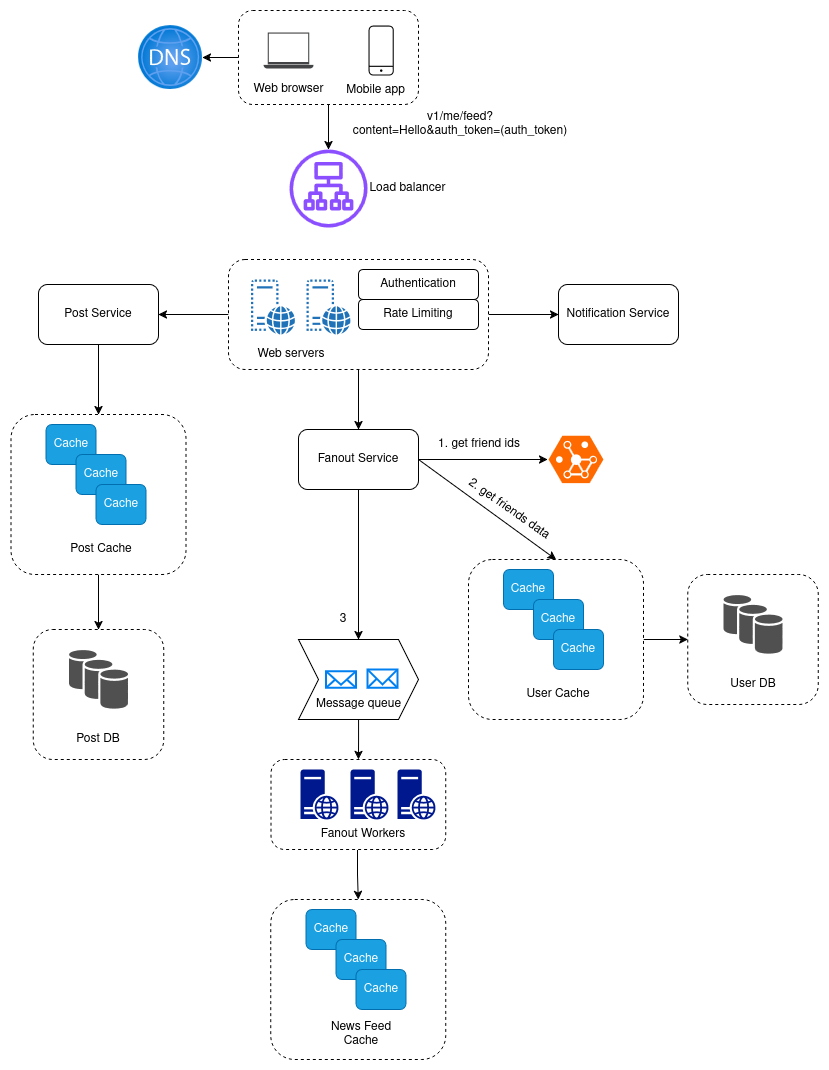 DNS
Web browser
Mobile app
v1/me/feed?
content=Hello&auth_token=(auth_token)
Load balancer
Post Service
Authentication
Rate Limiting
Web servers
Notification Service
Cache
Cache
Cache
Post Cache
Fanout Service
1. get friend ids
2. get friends data
Post DB
3
Message queue
Cache
Cache
Cache
User Cache
User DB
Fanout Workers
Cache
Cache
Cache
News Feed
Cache